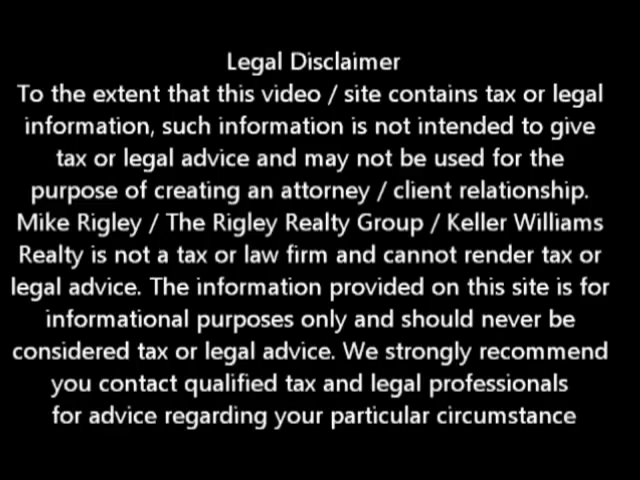 Legal Disclaimer
To the extent that this video / site contains tax or legal
information, such information is not intended to give
tax or legal advice and may not be used for the
purpose of creating an attorney / client relationship.
Mike Rigley / The Rigley Realty Group / Keller Williams
Realty is not a tax or law firm and cannot render tax or
legal advice. The information provided on this site is for
informational purposes only and should never be
considered tax or legal advice. We strongly recommend
you contact qualified tax and legal professionals
for advice regarding your particular circumstance